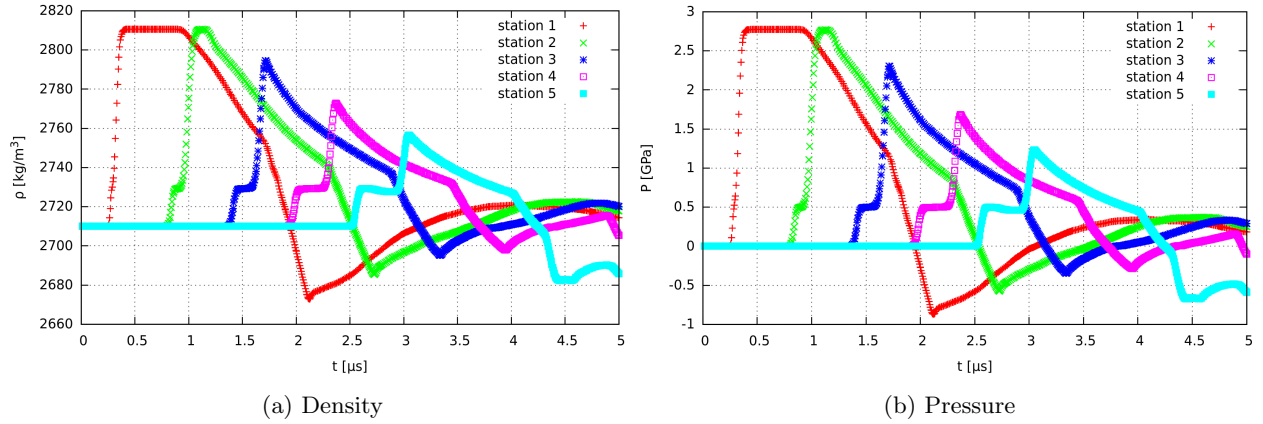 2820
2800
2780
2760
2740
2720
2700
2680
2660
ρ [kg/m³]
0 0.5 1 1.5 2 2.5 3 3.5 4 4.5 5
t [µs]
station 1
station 2
station 3
station 4
station 5
(a) Density
3
2.5
2
1.5
1
0.5
0
-0.5
-1
P [GPa]
0 0.5 1 1.5 2 2.5 3 3.5 4 4.5 5
t [µs]
station 1
station 2
station 3
station 4
station 5
(b) Pressure